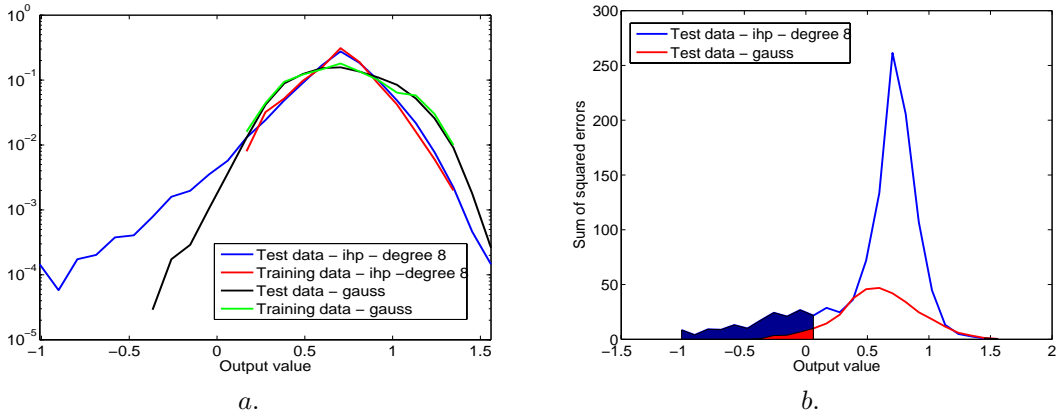 10^0
10^-1
10^-2
10^-3
10^-4
10^-5
-1 -0.5 0 0.5 1 1.5
Output value
Test data - ihp - degree 8
Training data - ihp -degree 8
Test data - gauss
Training data - gauss
a.
300
250
200
150
100
50
0
-1.5 -1 -0.5 0 0.5 1 1.5 2
Output value
Sum of squared errors
Test data - ihp - degree 8
Test data - gauss
b.